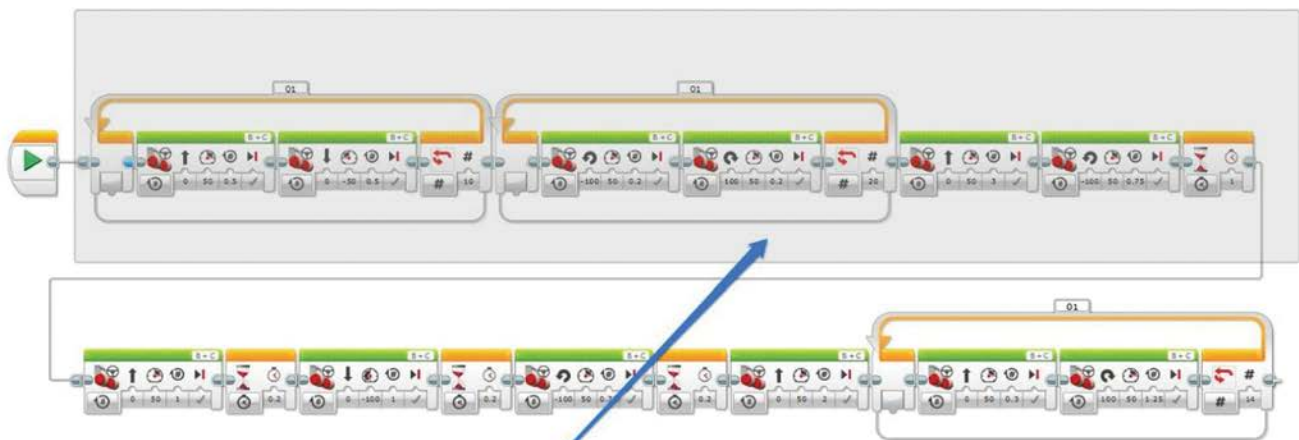 01 01
B + C B + C B + C B + C B + C B + C
# #
0 50 0.5 0 -50 0.5 # 10 -100 50 0.2 100 50 0.2 # 20 0 50 3 -100 50 0.75 1
01
B + C B + C B + C B + C B + C B + C
#
0 50 1 0.2 0 -100 1 0.2 -100 50 0.2 0 50 2 0 50 0.3 100 50 1.25 # 14